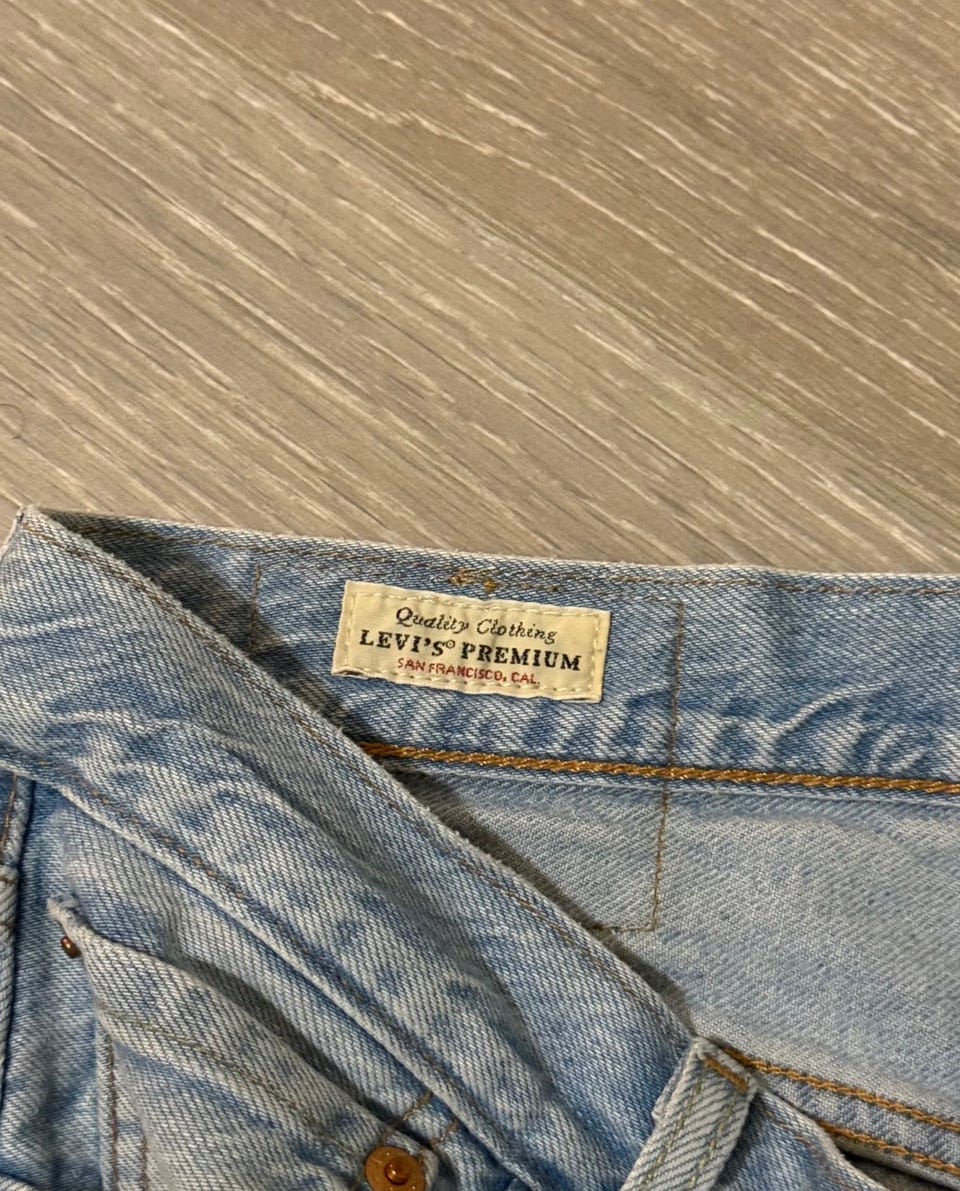 Quality Clothing
LEVI'S® PREMIUM
SAN FRANCISCO, CAL.